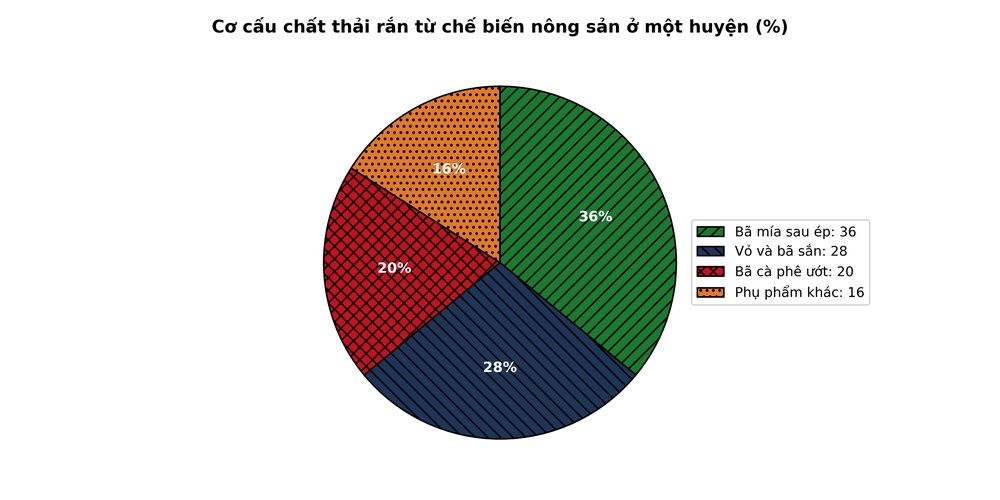 Cơ cấu chất thải rắn từ chế biến nông sản ở một huyện (%)
16%
36%
20%
28%
Bã mía sau ép: 36
Vỏ và bã sắn: 28
Bã cà phê ướt: 20
Phụ phẩm khác: 16